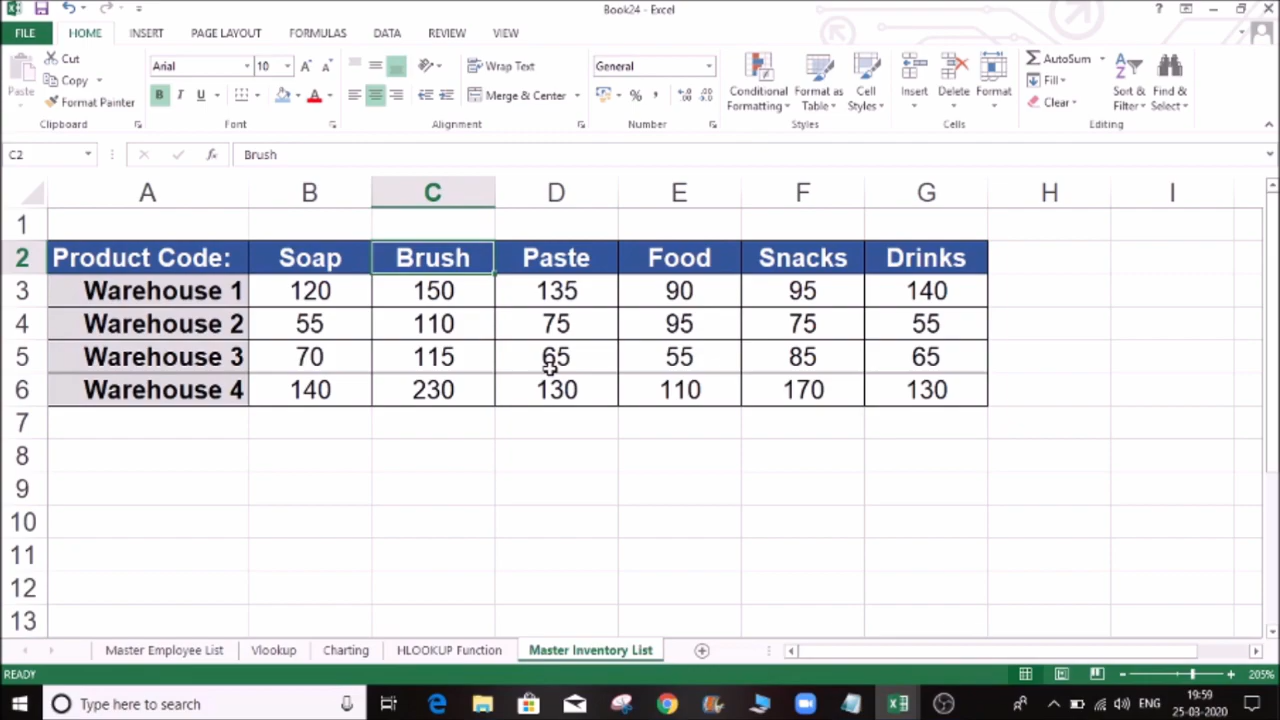 Book24 - Excel
?
FILE HOME INSERT PAGE LAYOUT FORMULAS DATA REVIEW VIEW
Cut Arial 10 Wrap Text General AutoSum
Copy Fill
Paste Format Painter B I U Merge & Center % , Conditional Formatting Format as Table Cell Styles Insert Delete Format Clear Sort & Filter Find & Select
Clipboard Font Alignment Number Styles Cells Editing
C2 fx Brush
A B C D E F G H I
1
2 Product Code: Soap Brush Paste Food Snacks Drinks
3 Warehouse 1 120 150 135 90 95 140
4 Warehouse 2 55 110 75 95 75 55
5 Warehouse 3 70 115 65 55 85 65
6 Warehouse 4 140 230 130 110 170 130
7
8
9
10
11
12
13
Master Employee List Vlookup Charting HLOOKUP Function Master Inventory List
READY 205%
Type here to search ENG 19:59
25-03-2020